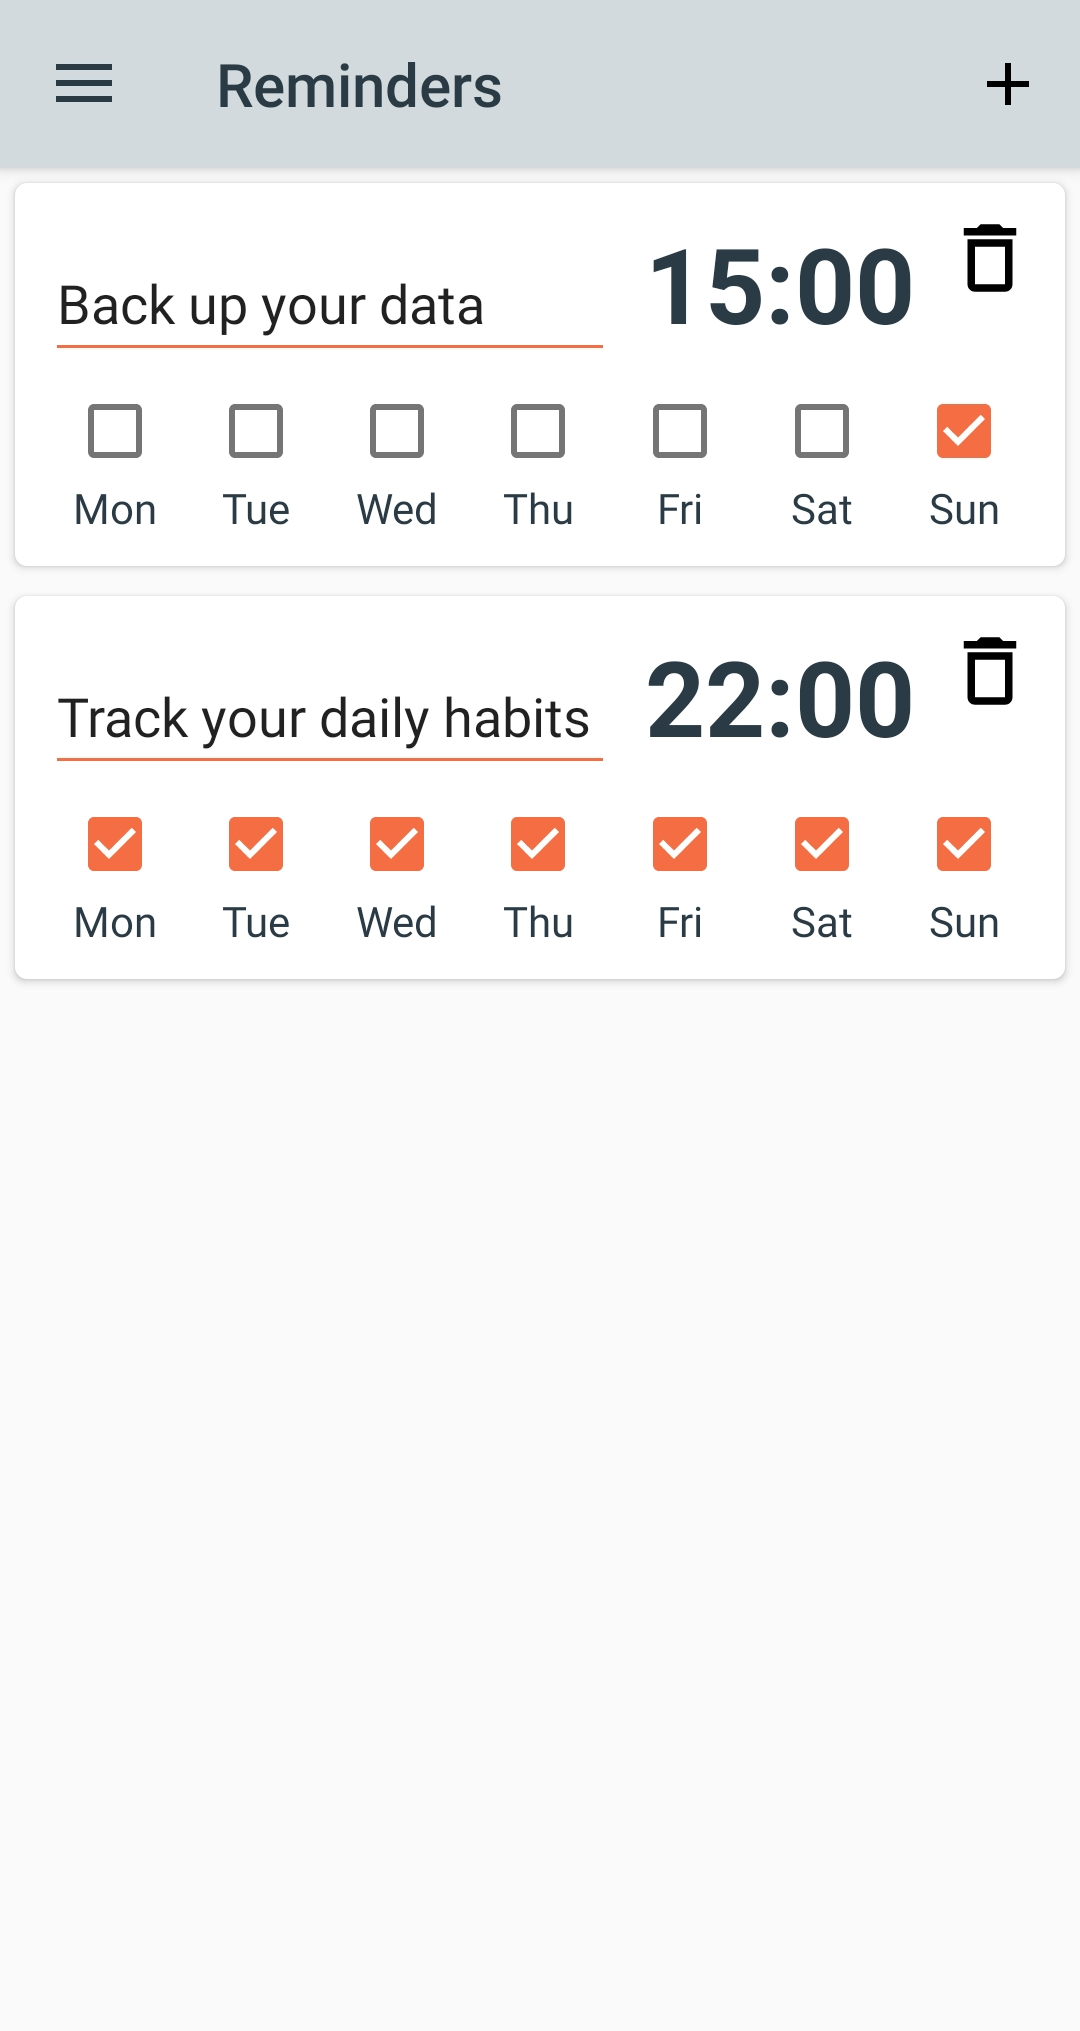 Reminders
Back up your data 15:00
Mon Tue Wed Thu Fri Sat Sun
Track your daily habits 22:00
Mon Tue Wed Thu Fri Sat Sun